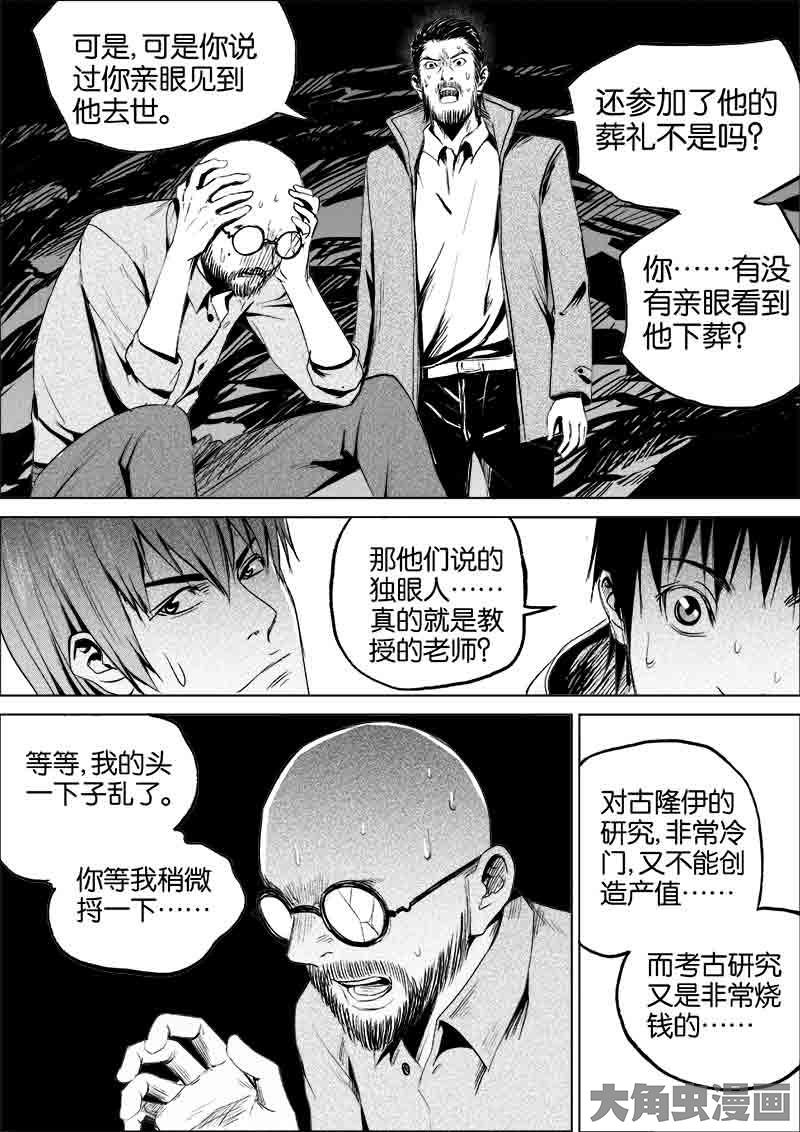 可是,可是你说
过你亲眼见到
他去世。
还参加了他的
葬礼不是吗?
你……有没
有亲眼看到
他下葬?
那他们说的
独眼人……
真的就是教
授的老师?
等等,我的头
一下子乱了。
你等我稍微
捋一下……
对古隆伊的
研究,非常冷
门,又不能创
造产值……
而考古研究
又是非常烧
钱的……
大角虫漫画